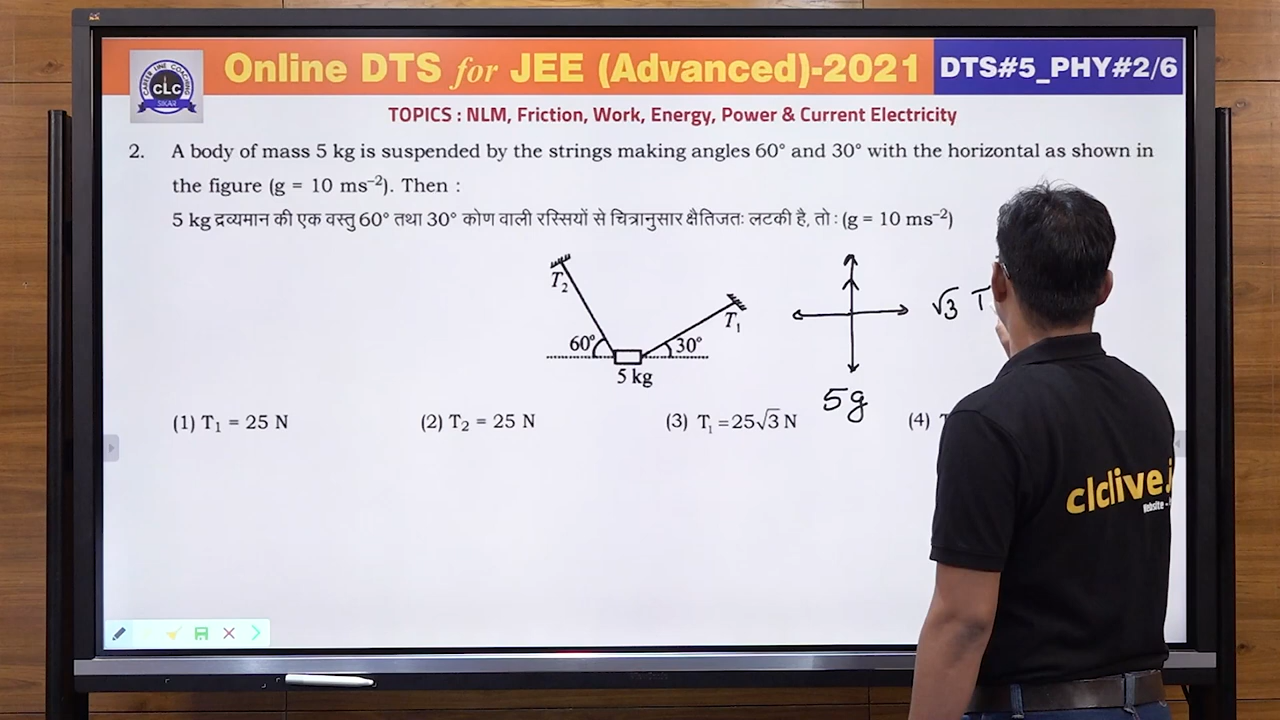 Online DTS for JEE (Advanced)-2021 DTS#5_PHY#2/6
CAREER LINE COACHING
CLC
SIKAR
TOPICS : NLM, Friction, Work, Energy, Power & Current Electricity
2. A body of mass 5 kg is suspended by the strings making angles 60° and 30° with the horizontal as shown in
the figure (g = 10 ms⁻²). Then :
5 kg द्रव्यमान की एक वस्तु 60° तथा 30° कोण वाली रस्सियों से चित्रानुसार क्षैतिजतः लटकी है, तो : (g = 10 ms⁻²)
T₂
T₁
60°
30°
5 kg
√3 T
5g
(1) T₁ = 25 N (2) T₂ = 25 N (3) T₁ = 25√3 N (4)
clclive.
Website -